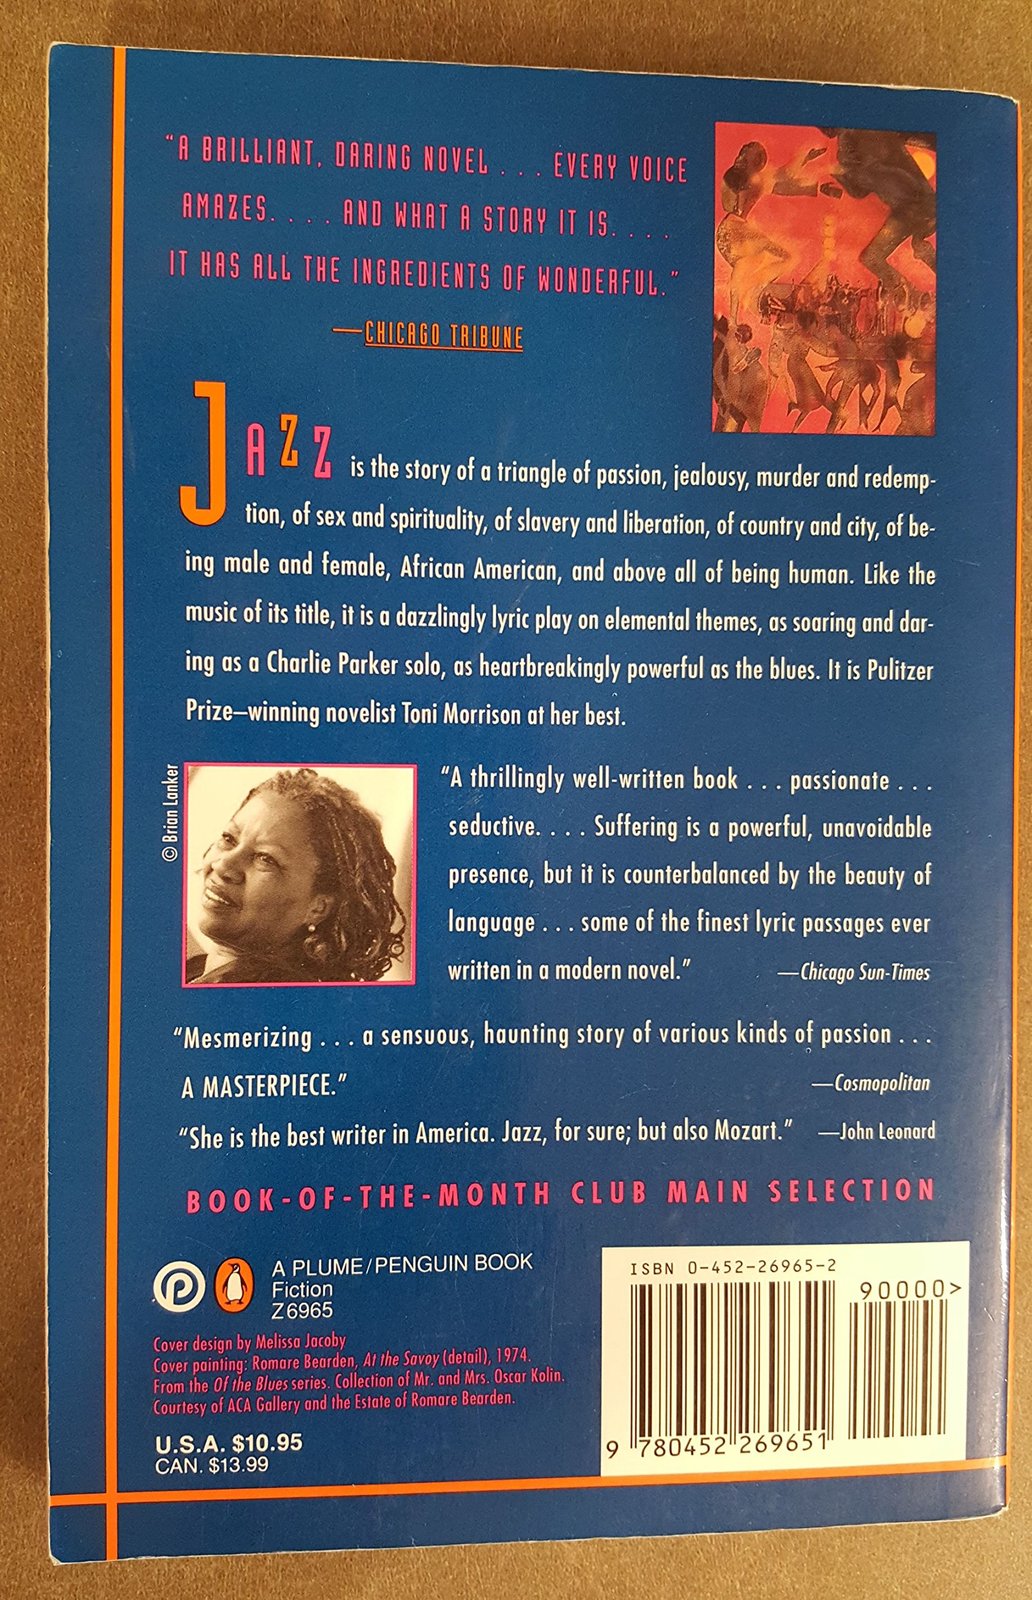 "A BRILLIANT, DARING NOVEL . . . EVERY VOICE
AMAZES. . . . AND WHAT A STORY IT IS. . . .
IT HAS ALL THE INGREDIENTS OF WONDERFUL."
—CHICAGO TRIBUNE
JAZZ is the story of a triangle of passion, jealousy, murder and redemp-
tion, of sex and spirituality, of slavery and liberation, of country and city, of be-
ing male and female, African American, and above all of being human. Like the
music of its title, it is a dazzlingly lyric play on elemental themes, as soaring and dar-
ing as a Charlie Parker solo, as heartbreakingly powerful as the blues. It is Pulitzer
Prize–winning novelist Toni Morrison at her best.
© Brian Lanker
"A thrillingly well-written book . . . passionate . . .
seductive. . . . Suffering is a powerful, unavoidable
presence, but it is counterbalanced by the beauty of
language . . . some of the finest lyric passages ever
written in a modern novel." —Chicago Sun-Times
"Mesmerizing . . . a sensuous, haunting story of various kinds of passion . . .
A MASTERPIECE." —Cosmopolitan
"She is the best writer in America. Jazz, for sure; but also Mozart." —John Leonard
BOOK-OF-THE-MONTH CLUB MAIN SELECTION
A PLUME/PENGUIN BOOK
Fiction
Z6965
Cover design by Melissa Jacoby
Cover painting: Romare Bearden, At the Savoy (detail), 1974.
From the Of the Blues series. Collection of Mr. and Mrs. Oscar Kolin.
Courtesy of ACA Gallery and the Estate of Romare Bearden.
U.S.A. $10.95
CAN. $13.99
ISBN 0-452-26965-2
90000>
9 780452 269651